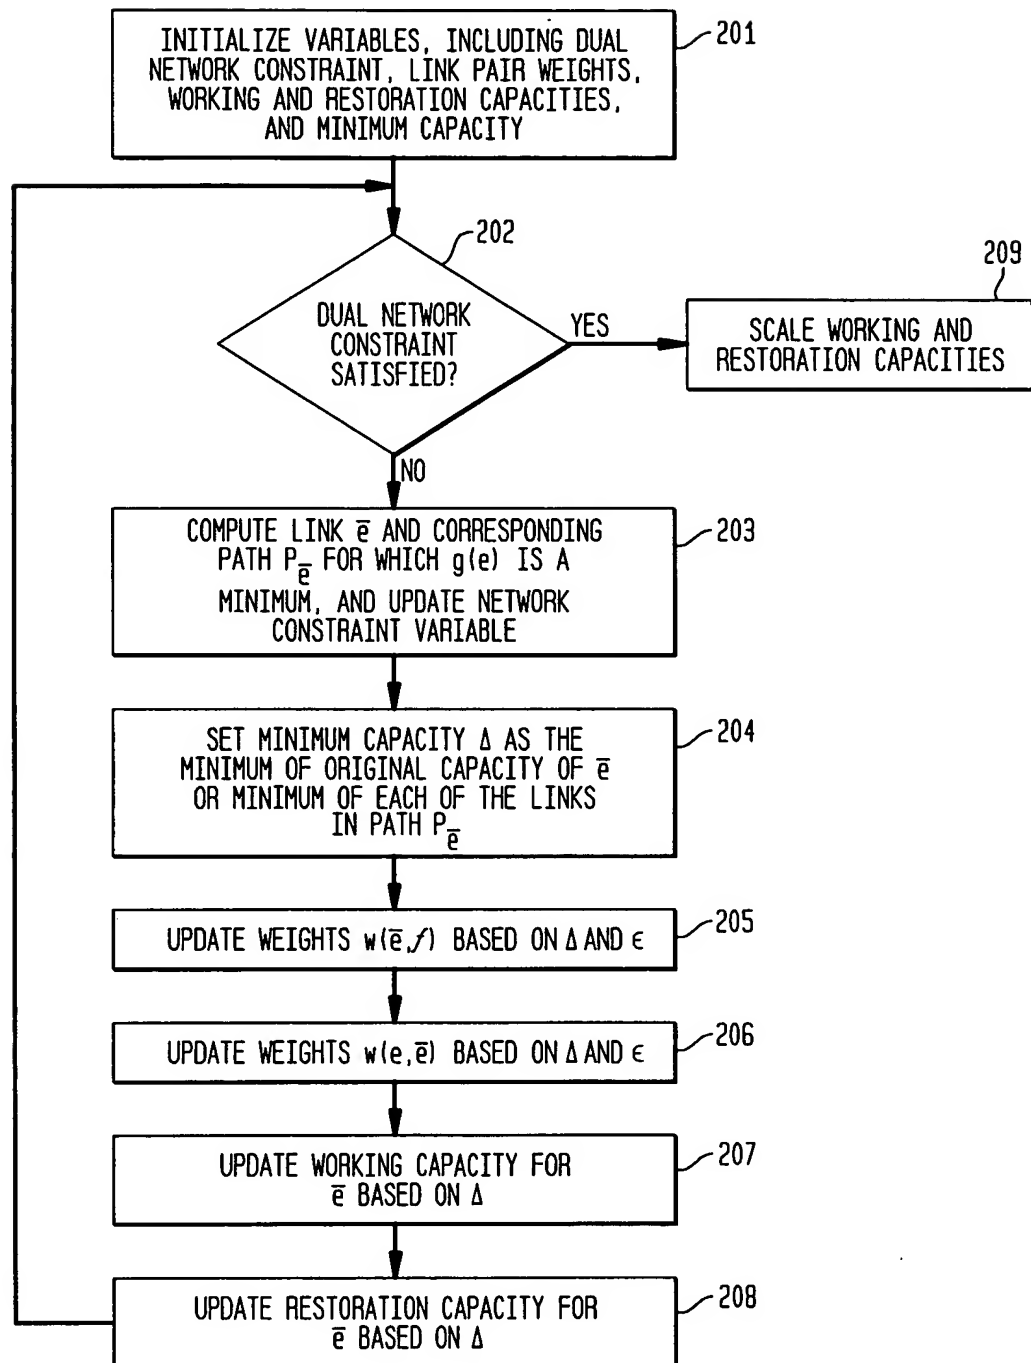 INITIALIZE VARIABLES, INCLUDING DUAL
NETWORK CONSTRAINT, LINK PAIR WEIGHTS,
WORKING AND RESTORATION CAPACITIES,
AND MINIMUM CAPACITY
201
202
DUAL NETWORK
CONSTRAINT
SATISFIED?
YES
209
SCALE WORKING AND
RESTORATION CAPACITIES
NO
COMPUTE LINK e̅ AND CORRESPONDING
PATH P_e̅ FOR WHICH g(e) IS A
MINIMUM, AND UPDATE NETWORK
CONSTRAINT VARIABLE
203
SET MINIMUM CAPACITY Δ AS THE
MINIMUM OF ORIGINAL CAPACITY OF e̅
OR MINIMUM OF EACH OF THE LINKS
IN PATH P_e̅
204
UPDATE WEIGHTS w(e̅,f) BASED ON Δ AND ϵ
205
UPDATE WEIGHTS w(e,e̅) BASED ON Δ AND ϵ
206
UPDATE WORKING CAPACITY FOR
e̅ BASED ON Δ
207
UPDATE RESTORATION CAPACITY FOR
e̅ BASED ON Δ
208